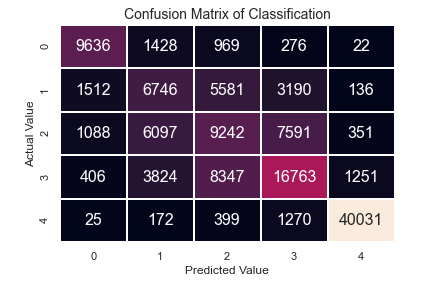 Confusion Matrix of Classification
Actual Value
0 9636 1428 969 276 22
1 1512 6746 5581 3190 136
2 1088 6097 9242 7591 351
3 406 3824 8347 16763 1251
4 25 172 399 1270 40031
0 1 2 3 4
Predicted Value